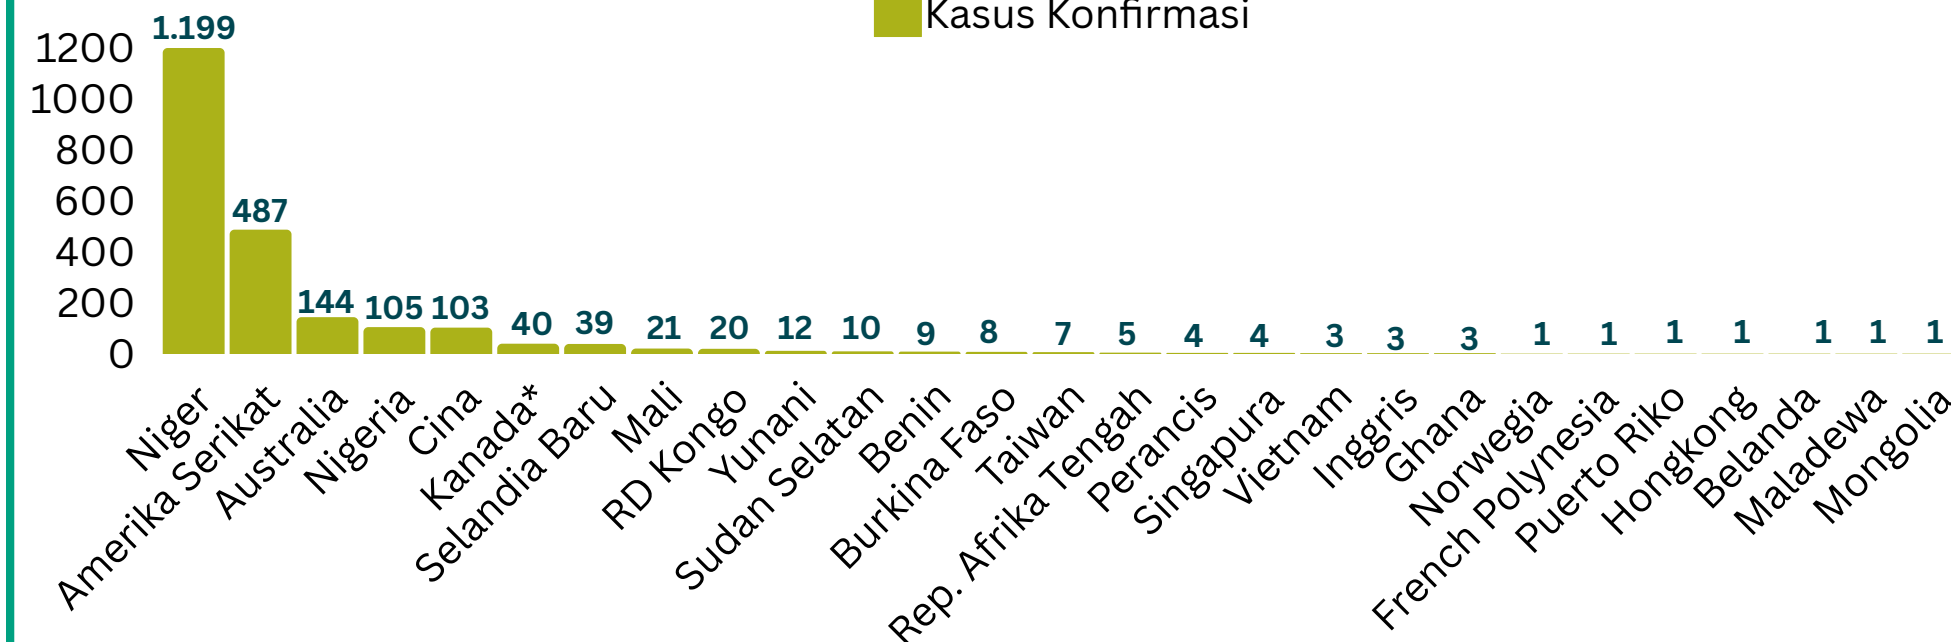 Kasus Konfirmasi
1200
1000
800
600
400
200
0
1.199
487
144
105
103
40
39
21
20
12
10
9
8
7
5
4
4
3
3
3
1
1
1
1
1
1
1
Niger
Amerika Serikat
Australia
Nigeria
Cina
Kanada*
Selandia Baru
Mali
RD Kongo
Yunani
Sudan Selatan
Benin
Burkina Faso
Taiwan
Rep. Afrika Tengah
Perancis
Singapura
Vietnam
Inggris
Ghana
Norwegia
French Polynesia
Puerto Riko
Hongkong
Belanda
Maladewa
Mongolia